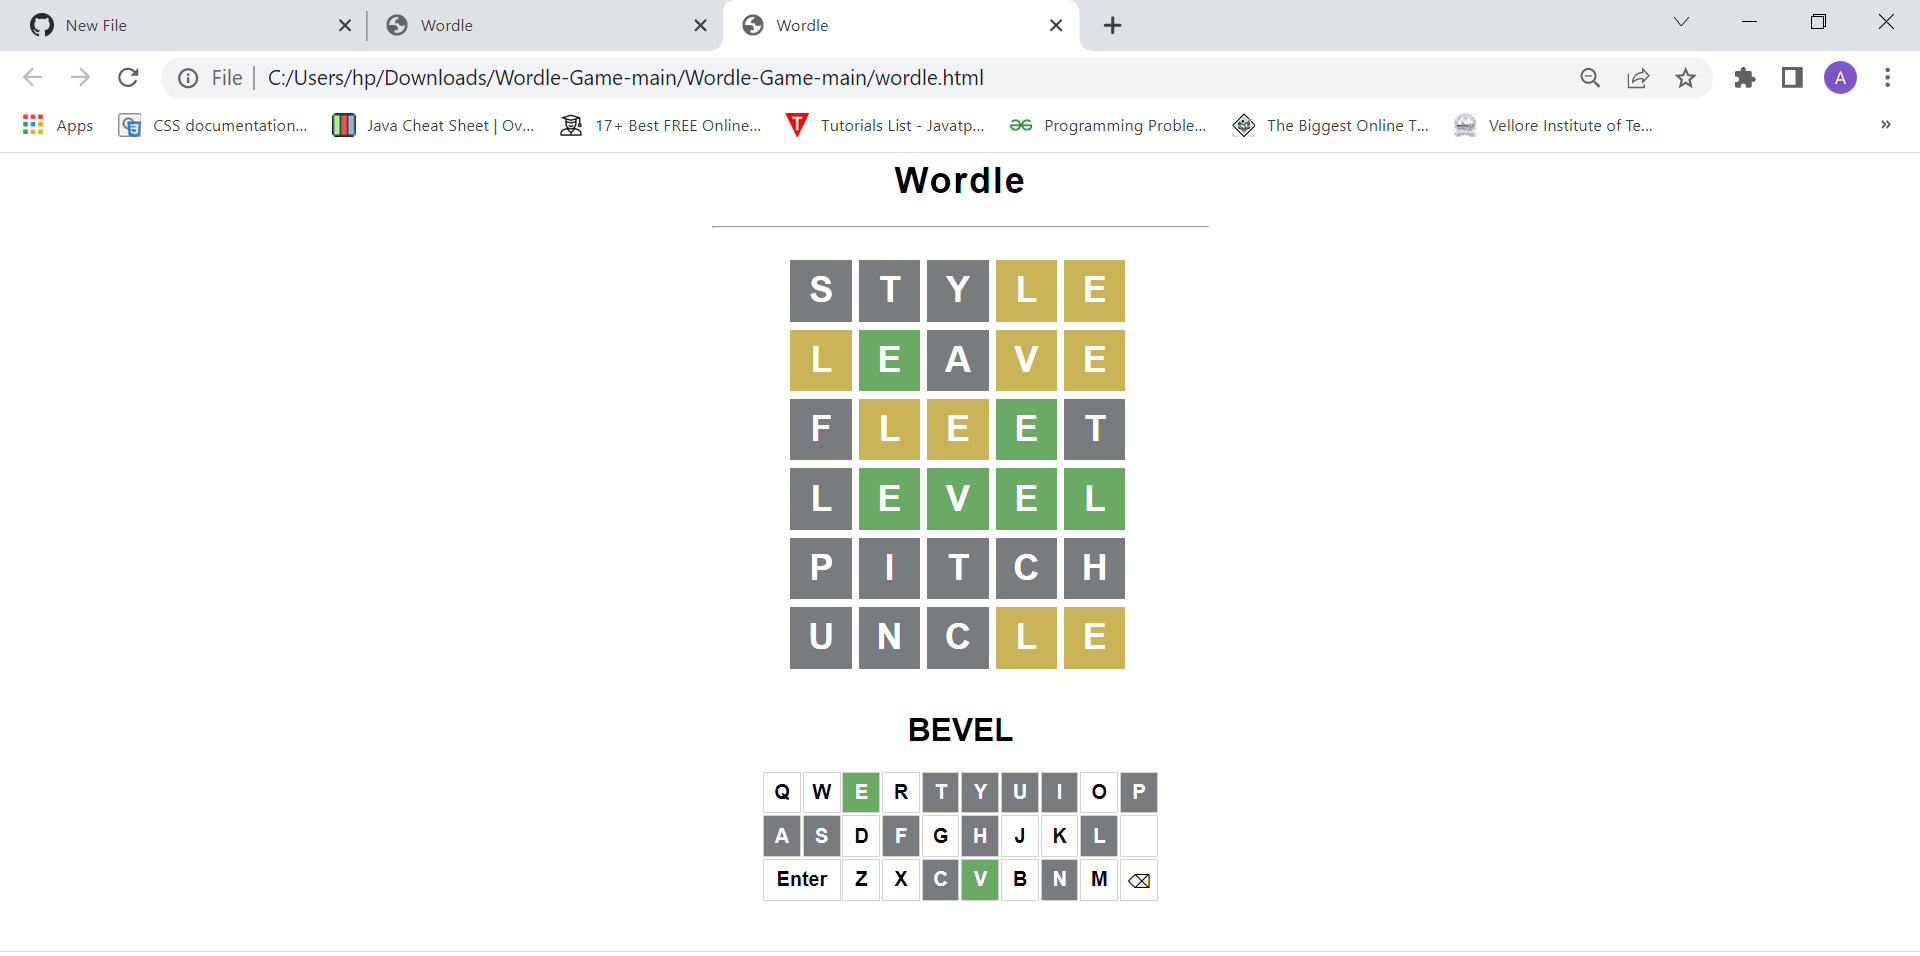 New File Wordle Wordle
File C:/Users/hp/Downloads/Wordle-Game-main/Wordle-Game-main/wordle.html A
Apps CSS documentation... Java Cheat Sheet | Ov... 17+ Best FREE Online... T Tutorials List - Javatp... Programming Proble... The Biggest Online T... Vellore Institute of Te... »
Wordle
S T Y L E
L E A V E
F L E E T
L E V E L
P I T C H
U N C L E
BEVEL
Q W E R T Y U I O P
A S D F G H J K L
Enter Z X C V B N M ⌫